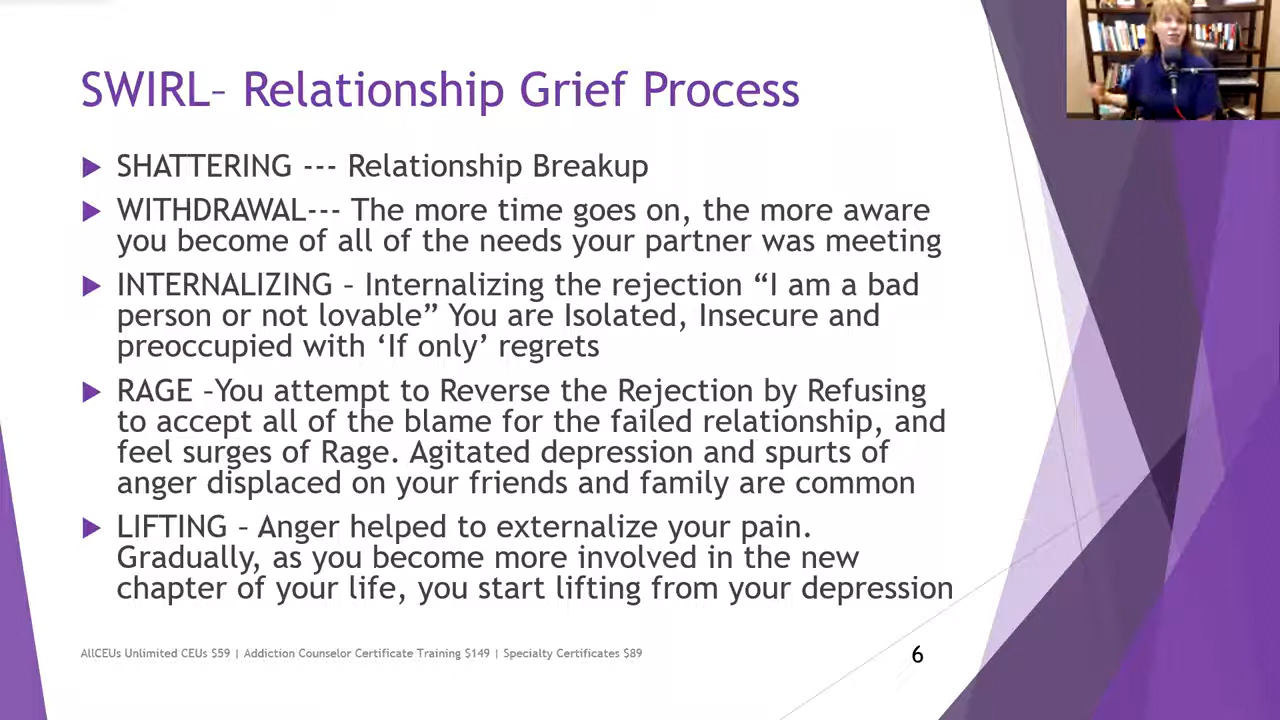 SWIRL– Relationship Grief Process
SHATTERING --- Relationship Breakup
WITHDRAWAL--- The more time goes on, the more aware
you become of all of the needs your partner was meeting
INTERNALIZING – Internalizing the rejection “I am a bad
person or not lovable” You are Isolated, Insecure and
preoccupied with ‘If only’ regrets
RAGE –You attempt to Reverse the Rejection by Refusing
to accept all of the blame for the failed relationship, and
feel surges of Rage. Agitated depression and spurts of
anger displaced on your friends and family are common
LIFTING – Anger helped to externalize your pain.
Gradually, as you become more involved in the new
chapter of your life, you start lifting from your depression
AllCEUs Unlimited CEUs $59 | Addiction Counselor Certificate Training $149 | Specialty Certificates $89
6